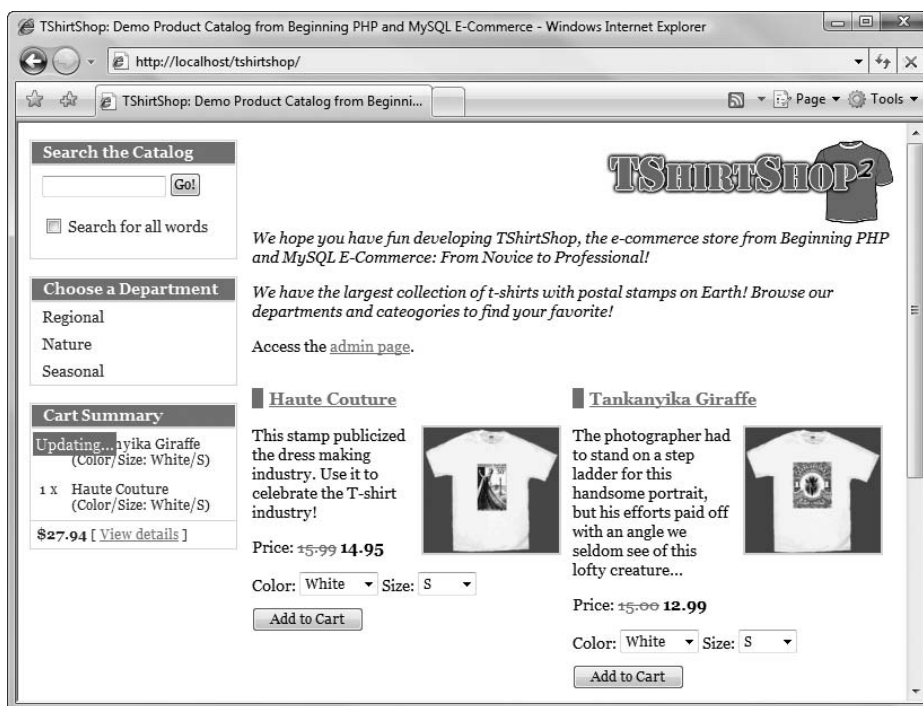 TShirtShop: Demo Product Catalog from Beginning PHP and MySQL E-Commerce - Windows Internet Explorer
http://localhost/tshirtshop/
TShirtShop: Demo Product Catalog from Beginni...
Page
Tools
Search the Catalog
Go!
Search for all words
Choose a Department
Regional
Nature
Seasonal
Cart Summary
Updating...nyika Giraffe
(Color/Size: White/S)
1 x Haute Couture
(Color/Size: White/S)
$27.94 [ View details ]
TShirtShop2
We hope you have fun developing TShirtShop, the e-commerce store from Beginning PHP
and MySQL E-Commerce: From Novice to Professional!
We have the largest collection of t-shirts with postal stamps on Earth! Browse our
departments and cateogories to find your favorite!
Access the admin page.
Haute Couture
This stamp publicized
the dress making
industry. Use it to
celebrate the T-shirt
industry!
Price: 15.99 14.95
Color: White Size: S
Add to Cart
Tankanyika Giraffe
The photographer had
to stand on a step
ladder for this
handsome portrait,
but his efforts paid off
with an angle we
seldom see of this
lofty creature...
Price: 15.00 12.99
Color: White Size: S
Add to Cart